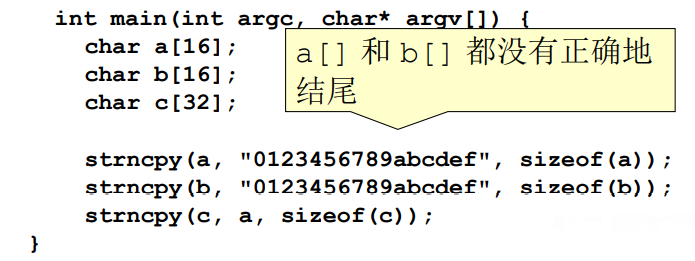 int main(int argc, char* argv[]) {
char a[16];
a[] 和 b[] 都没有正确地
char b[16];
结尾
char c[32];
strncpy(a, "0123456789abcdef", sizeof(a));
strncpy(b, "0123456789abcdef", sizeof(b));
strncpy(c, a, sizeof(c));
}